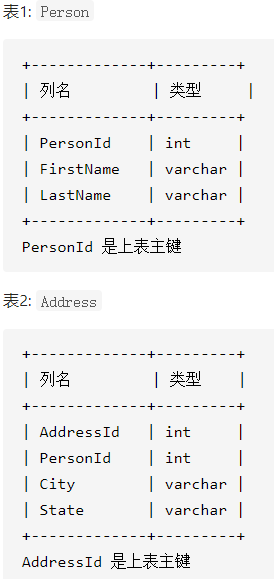 表1: Person
+-------------+---------+
| 列名         | 类型     |
+-------------+---------+
| PersonId    | int     |
| FirstName   | varchar |
| LastName    | varchar |
+-------------+---------+
PersonId 是上表主键
表2: Address
+-------------+---------+
| 列名         | 类型    |
+-------------+---------+
| AddressId   | int     |
| PersonId    | int     |
| City        | varchar |
| State       | varchar |
+-------------+---------+
AddressId 是上表主键